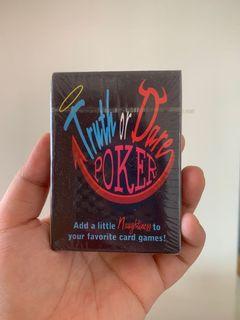 Truth or Dare
POKER
Add a little Naughtiness to
your favorite card games!